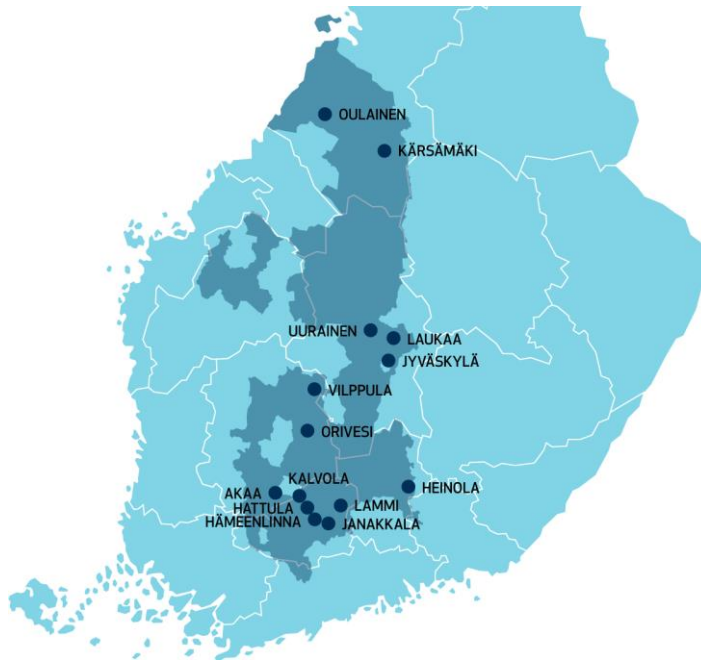 OULAINEN
KÄRSÄMÄKI
UURAINEN
LAUKAA
JYVÄSKYLÄ
VILPPULA
ORIVESI
KALVOLA
HEINOLA
AKAA
HATTULA
LAMMI
HÄMEENLINNA
JANAKKALA